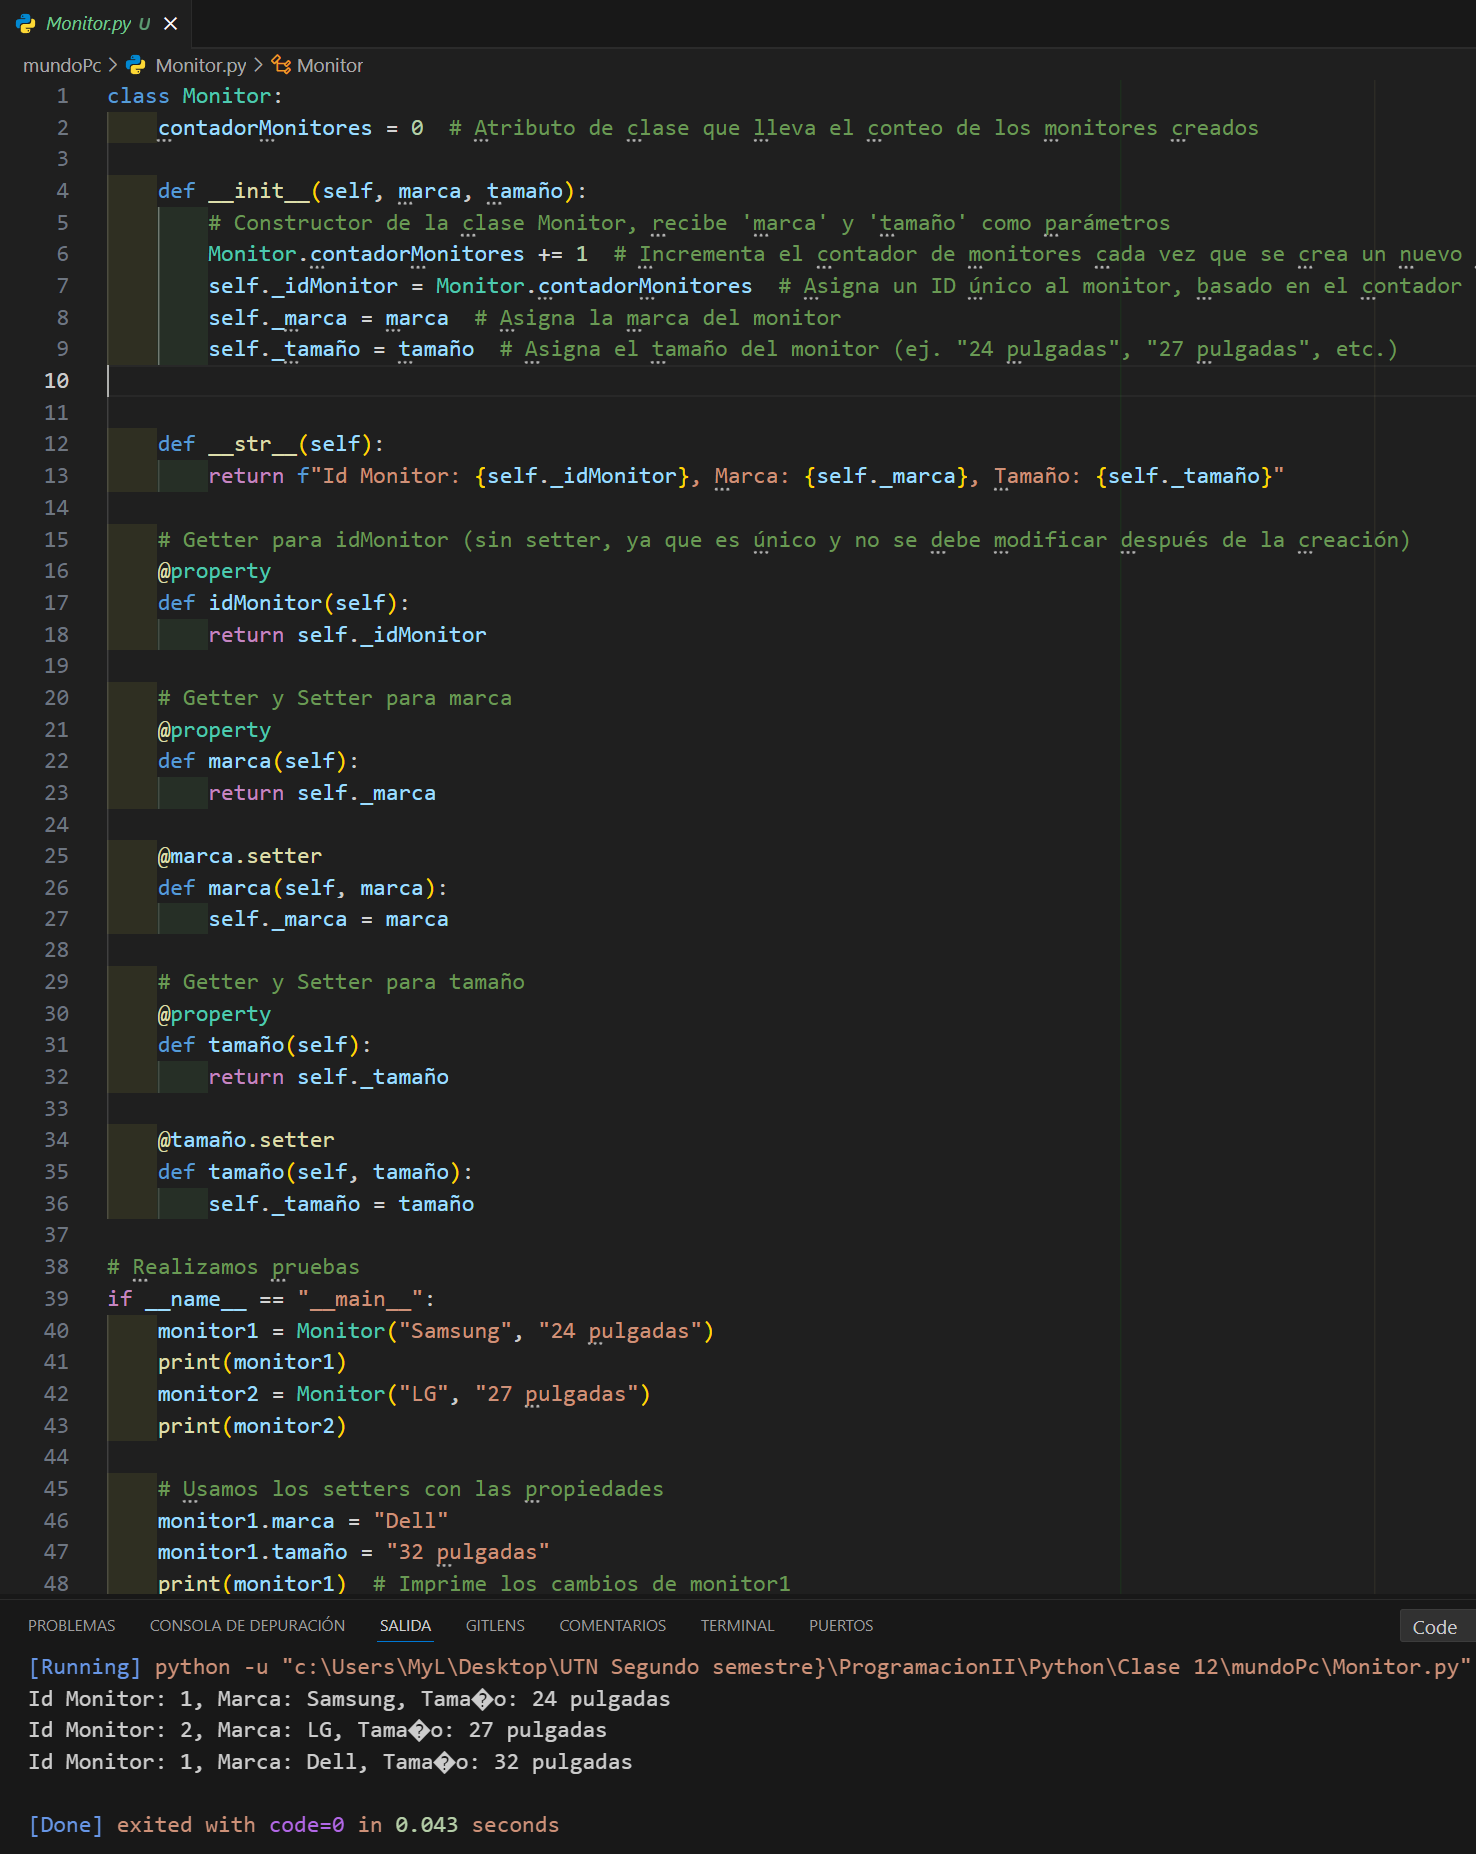 Monitor.py U ×
mundoPc > Monitor.py > Monitor
1 class Monitor:
2     contadorMonitores = 0  # Atributo de clase que lleva el conteo de los monitores creados
3
4     def __init__(self, marca, tamaño):
5         # Constructor de la clase Monitor, recibe 'marca' y 'tamaño' como parámetros
6         Monitor.contadorMonitores += 1  # Incrementa el contador de monitores cada vez que se crea un nuevo
7         self._idMonitor = Monitor.contadorMonitores  # Asigna un ID único al monitor, basado en el contador
8         self._marca = marca  # Asigna la marca del monitor
9         self._tamaño = tamaño  # Asigna el tamaño del monitor (ej. "24 pulgadas", "27 pulgadas", etc.)
10
11
12     def __str__(self):
13         return f"Id Monitor: {self._idMonitor}, Marca: {self._marca}, Tamaño: {self._tamaño}"
14
15     # Getter para idMonitor (sin setter, ya que es único y no se debe modificar después de la creación)
16     @property
17     def idMonitor(self):
18         return self._idMonitor
19
20     # Getter y Setter para marca
21     @property
22     def marca(self):
23         return self._marca
24
25     @marca.setter
26     def marca(self, marca):
27         self._marca = marca
28
29     # Getter y Setter para tamaño
30     @property
31     def tamaño(self):
32         return self._tamaño
33
34     @tamaño.setter
35     def tamaño(self, tamaño):
36         self._tamaño = tamaño
37
38 # Realizamos pruebas
39 if __name__ == "__main__":
40     monitor1 = Monitor("Samsung", "24 pulgadas")
41     print(monitor1)
42     monitor2 = Monitor("LG", "27 pulgadas")
43     print(monitor2)
44
45     # Usamos los setters con las propiedades
46     monitor1.marca = "Dell"
47     monitor1.tamaño = "32 pulgadas"
48     print(monitor1)  # Imprime los cambios de monitor1
PROBLEMAS CONSOLA DE DEPURACIÓN SALIDA GITLENS COMENTARIOS TERMINAL PUERTOS Code
[Running] python -u "c:\Users\MyL\Desktop\UTN Segundo semestre}\ProgramacionII\Python\Clase 12\mundoPc\Monitor.py"
Id Monitor: 1, Marca: Samsung, Tama�o: 24 pulgadas
Id Monitor: 2, Marca: LG, Tama�o: 27 pulgadas
Id Monitor: 1, Marca: Dell, Tama�o: 32 pulgadas
[Done] exited with code=0 in 0.043 seconds